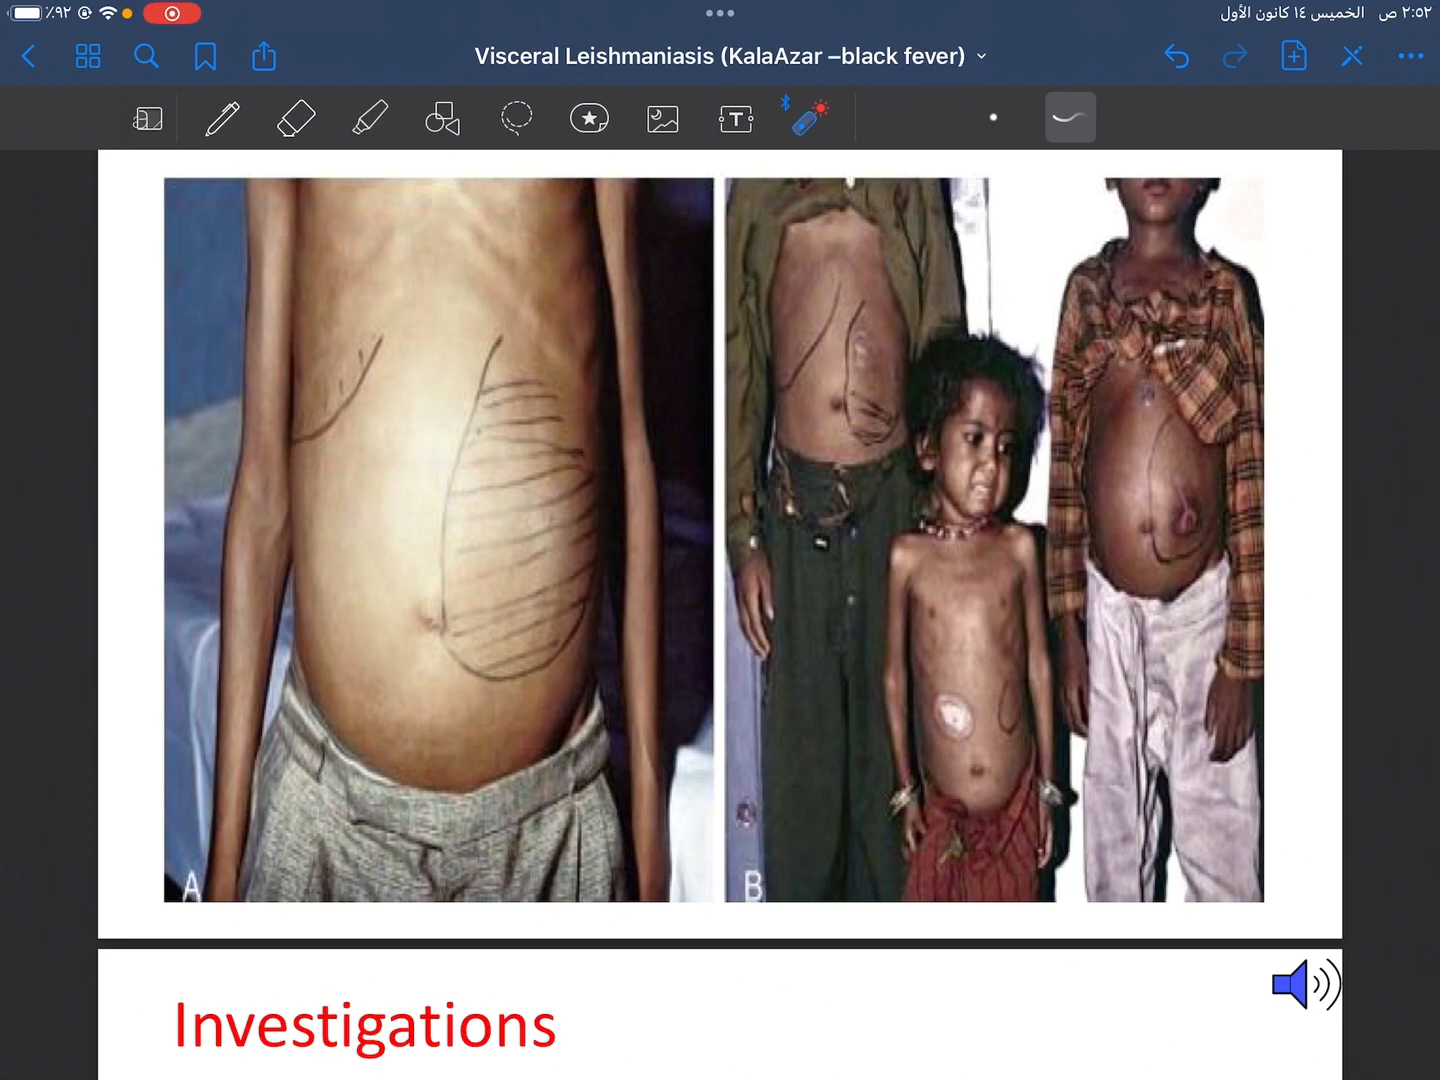 ٪٩٢
٢:٥٢ ص الخميس ١٤ كانون الأول
Visceral Leishmaniasis (KalaAzar –black fever)
T
A
B
Investigations